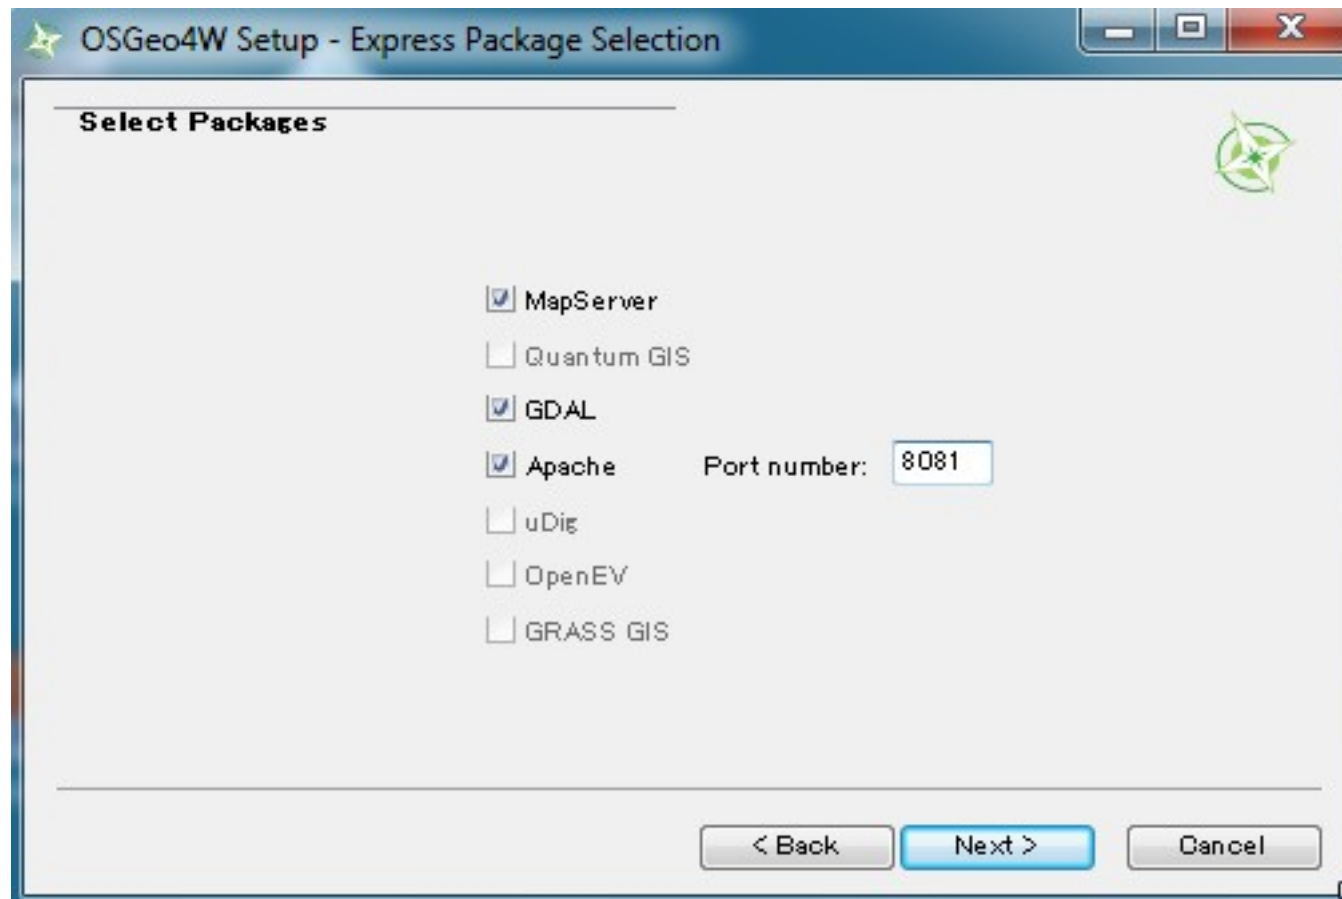 OSGeo4W Setup - Express Package Selection
Select Packages
MapServer
Quantum GIS
GDAL
Apache Port number: 8081
uDig
OpenEV
GRASS GIS
< Back Next > Cancel